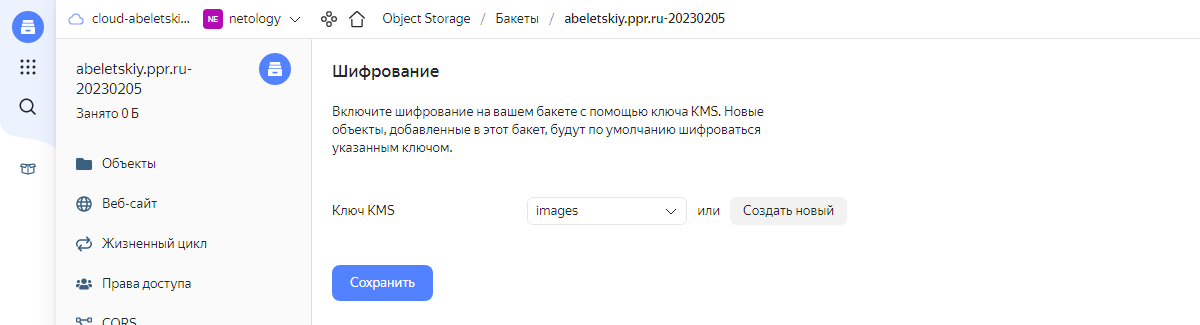 cloud-abeletski... NE netology Object Storage / Бакеты / abeletskiy.ppr.ru-20230205
abeletskiy.ppr.ru-
20230205
Занято 0 Б
Объекты
Веб-сайт
Жизненный цикл
Права доступа
CORS
Шифрование
Включите шифрование на вашем бакете с помощью ключа KMS. Новые
объекты, добавленные в этот бакет, будут по умолчанию шифроваться
указанным ключом.
Ключ KMS images или Создать новый
Сохранить